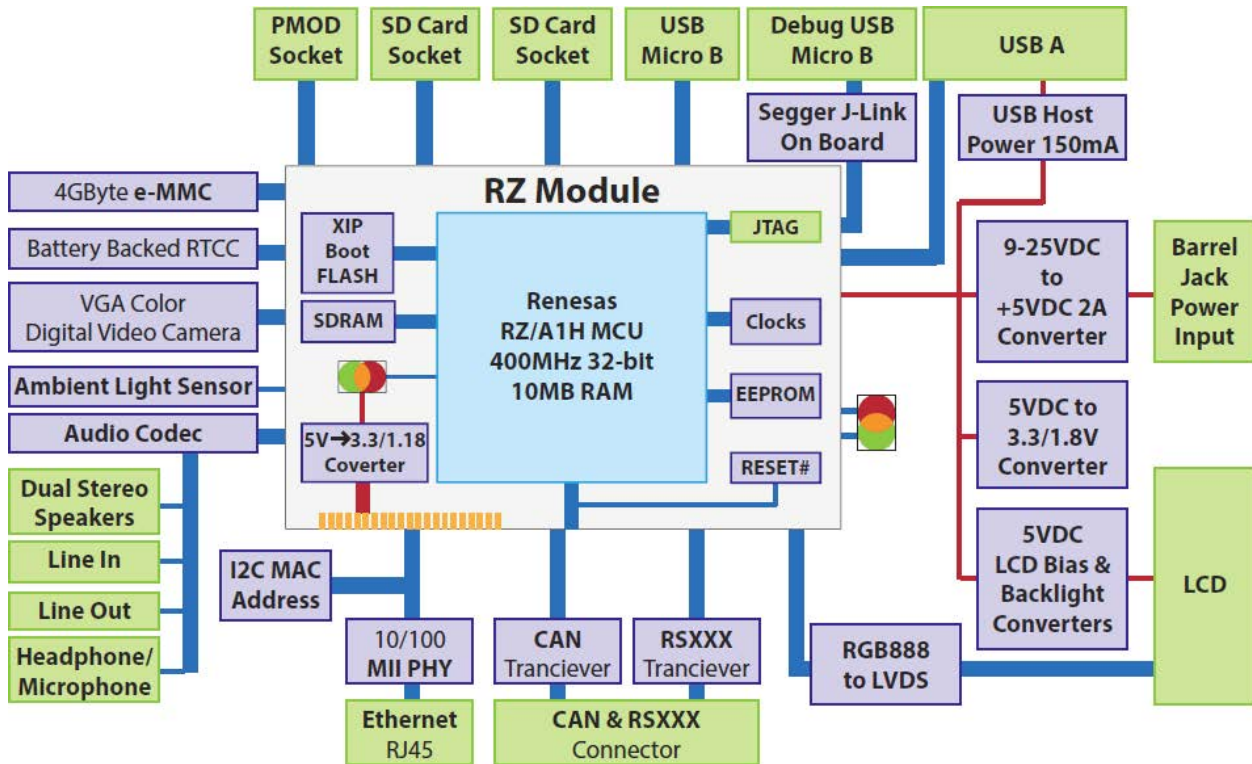 PMOD
Socket
SD Card
Socket
SD Card
Socket
USB
Micro B
Debug USB
Micro B
USB A
Segger J-Link
On Board
USB Host
Power 150mA
RZ Module
4GByte e-MMC
Battery Backed RTCC
VGA Color
Digital Video Camera
Ambient Light Sensor
Audio Codec
XIP
Boot
FLASH
SDRAM
5V→3.3/1.18
Coverter
Renesas
RZ/A1H MCU
400MHz 32-bit
10MB RAM
JTAG
Clocks
EEPROM
RESET#
9-25VDC
to
+5VDC 2A
Converter
Barrel
Jack
Power
Input
5VDC to
3.3/1.8V
Converter
5VDC
LCD Bias &
Backlight
Converters
LCD
Dual Stereo
Speakers
Line In
Line Out
Headphone/
Microphone
I2C MAC
Address
10/100
MII PHY
CAN
Tranciever
RSXXX
Tranciever
RGB888
to LVDS
Ethernet
RJ45
CAN & RSXXX
Connector